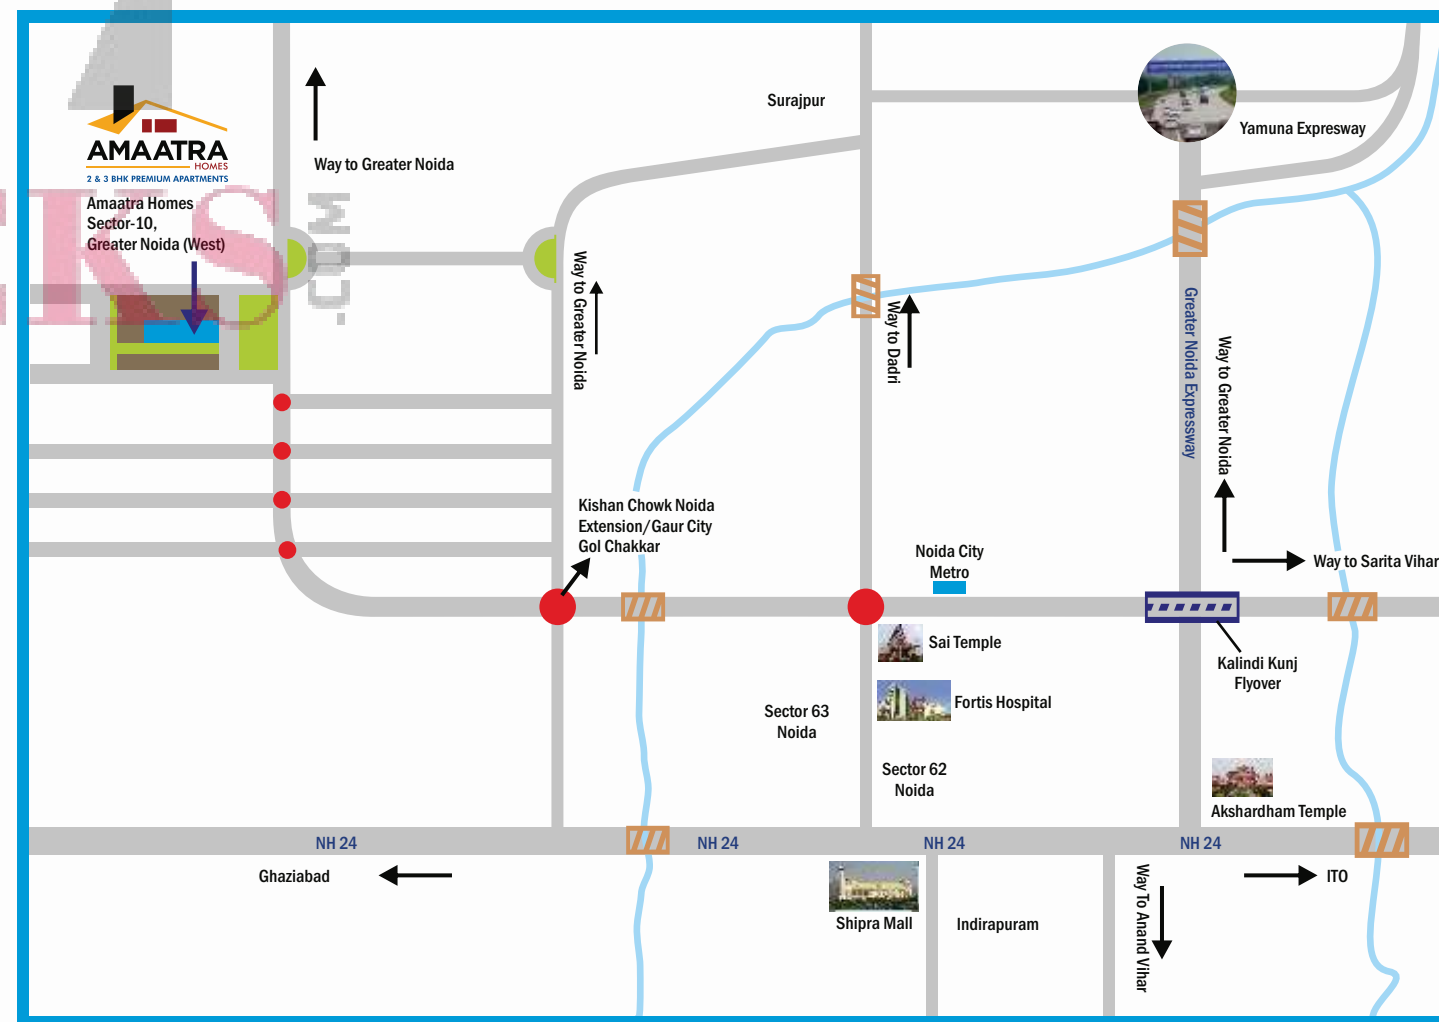 Surajpur
Yamuna Expresway
AMAATRA
HOMES
2 & 3 BHK PREMIUM APARTMENTS
Way to Greater Noida
Amaatra Homes
Sector-10,
Greater Noida (West)
KS
.COM
Way to Greater Noida
Way to Dadri
Greater Noida Expressway
Way to Greater Noida
Kishan Chowk Noida
Extension/Gaur City
Gol Chakkar
Noida City
Metro
Way to Sarita Vihar
Sai Temple
Kalindi Kunj
Flyover
Fortis Hospital
Sector 63
Noida
Sector 62
Noida
Akshardham Temple
NH 24
NH 24
NH 24
NH 24
Ghaziabad
ITO
Way To Anand Vihar
Shipra Mall
Indirapuram